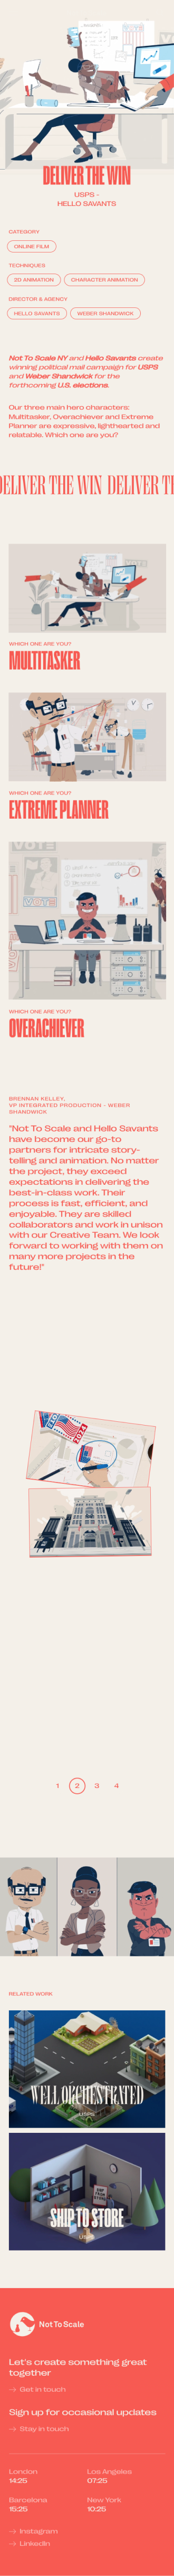 DELIVER THE WIN
USPS –
HELLO SAVANTS
CATEGORY
ONLINE FILM
TECHNIQUES
2D ANIMATION
CHARACTER ANIMATION
DIRECTOR & AGENCY
HELLO SAVANTS
WEBER SHANDWICK
Not To Scale NY and Hello Savants create
winning political mail campaign for USPS
and Weber Shandwick for the
forthcoming U.S. elections.
Our three main hero characters:
Multitasker, Overachiever and Extreme
Planner are expressive, lighthearted and
relatable. Which one are you?
DELIVER THE WIN DELIVER
WHICH ONE ARE YOU?
MULTITASKER
WHICH ONE ARE YOU?
EXTREME PLANNER
VOTE
VOTE
WHICH ONE ARE YOU?
OVERACHIEVER
BRENNAN KELLEY,
VP INTEGRATED PRODUCTION - WEBER
SHANDWICK
"Not To Scale and Hello Savants
have become our go-to
partners for intricate story-
telling and animation. No matter
the project, they exceed
expectations in delivering the
best-in-class work. Their
process is fast, efficient, and
enjoyable. They are skilled
collaborators and work in unison
with our Creative Team. We look
forward to working with them on
many more projects in the
future!"
1 2 3 4
RELATED WORK
WELL ORCHESTRATED
USPS
SHIP TO STORE
USPS
Not To Scale
Let's create something great
together
Get in touch
Sign up for occasional updates
Stay in touch
London
14:25
Los Angeles
07:25
Barcelona
15:25
New York
10:25
Instagram
LinkedIn